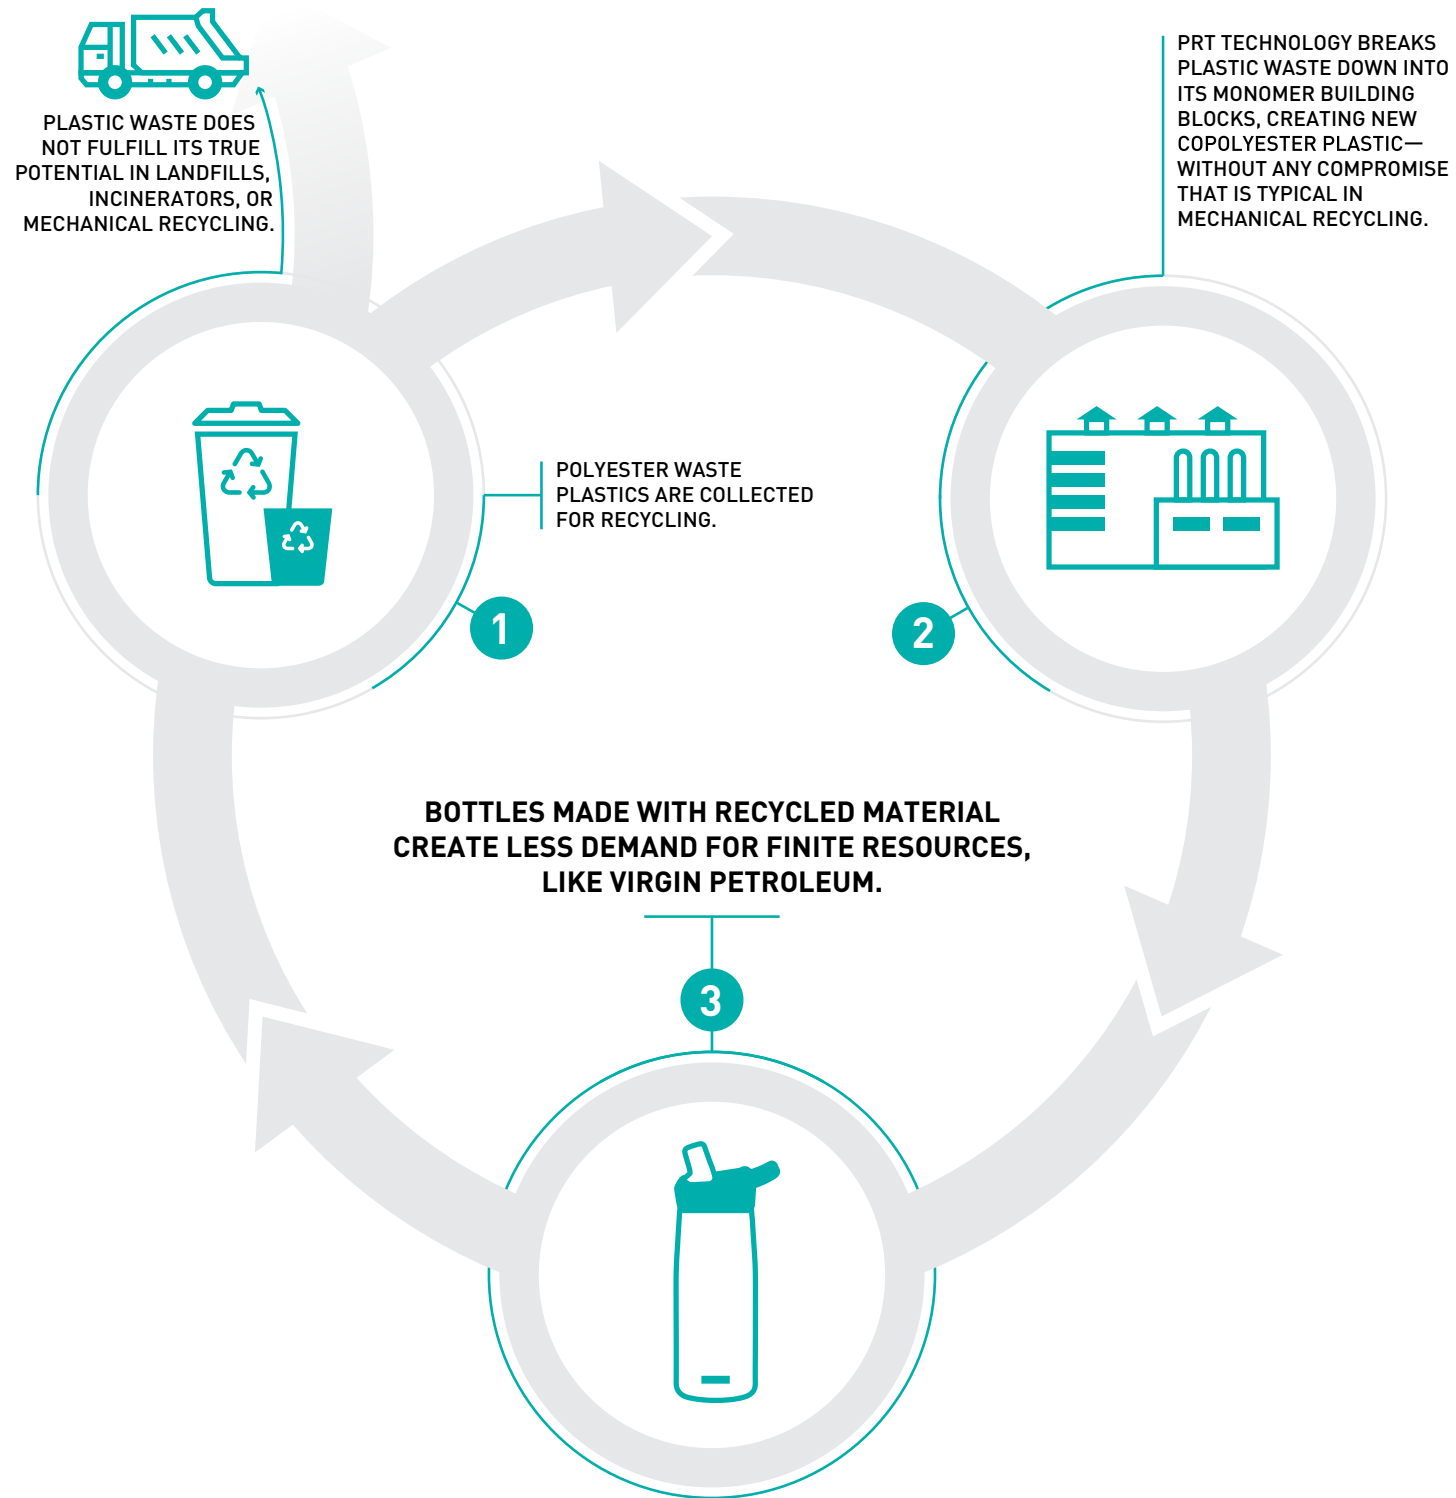 PLASTIC WASTE DOES
NOT FULFILL ITS TRUE
POTENTIAL IN LANDFILLS,
INCINERATORS, OR
MECHANICAL RECYCLING.
PRT TECHNOLOGY BREAKS
PLASTIC WASTE DOWN INTO
ITS MONOMER BUILDING
BLOCKS, CREATING NEW
COPOLYESTER PLASTIC—
WITHOUT ANY COMPROMISE
THAT IS TYPICAL IN
MECHANICAL RECYCLING.
POLYESTER WASTE
PLASTICS ARE COLLECTED
FOR RECYCLING.
1
2
BOTTLES MADE WITH RECYCLED MATERIAL
CREATE LESS DEMAND FOR FINITE RESOURCES,
LIKE VIRGIN PETROLEUM.
3